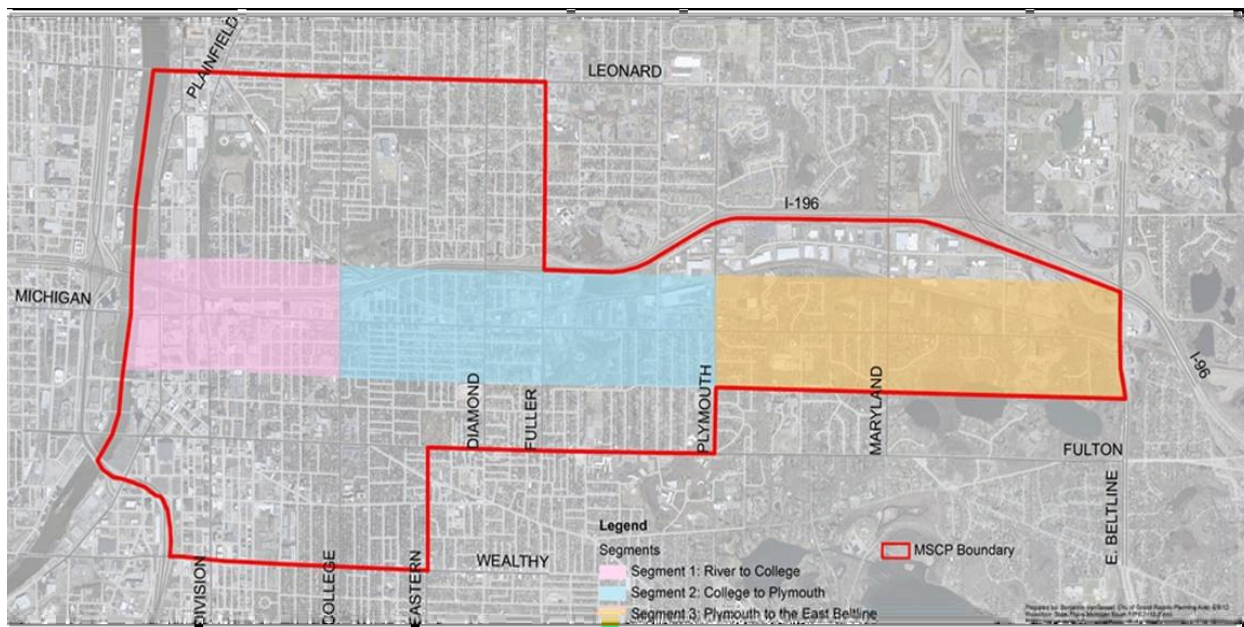 PLAINFIELD
LEONARD
I-196
MICHIGAN
I-96
DIAMOND
FULLER
PLYMOUTH
MARYLAND
FULTON
E. BELTLINE
DIVISION
COLLEGE
EASTERN
WEALTHY
Legend
Segments
Segment 1: River to College
Segment 2: College to Plymouth
Segment 3: Plymouth to the East Beltline
MSCP Boundary